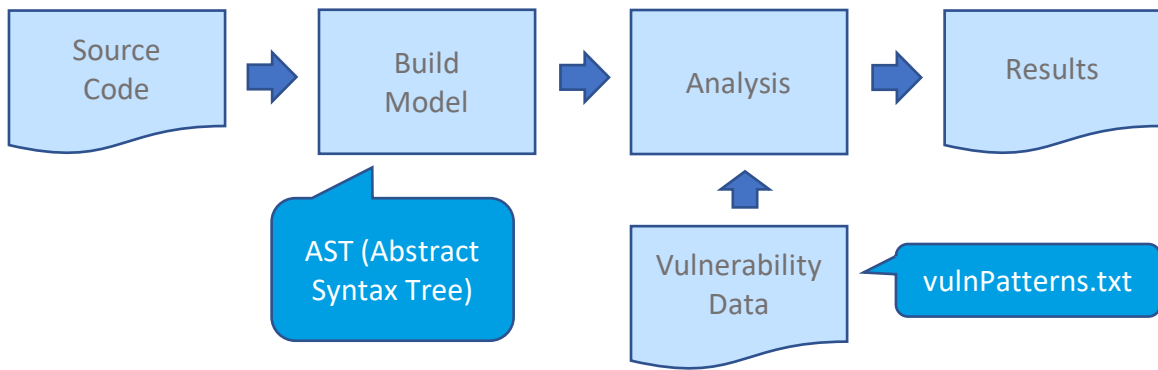 Source
Code
Build
Model
Analysis
Results
AST (Abstract
Syntax Tree)
Vulnerability
Data
vulnPatterns.txt